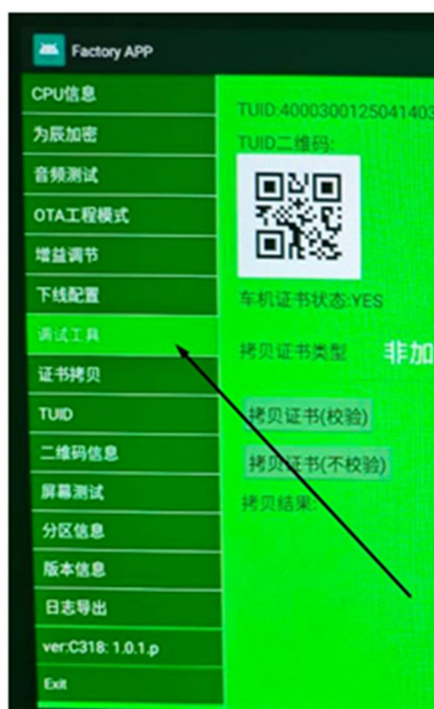 Factory APP
CPU信息
为辰加密
音频测试
OTA工程模式
增益调节
下线配置
调试工具
证书拷贝
TUID
二维码信息
屏幕测试
分区信息
版本信息
日志导出
ver:C318: 1.0.1.p
Exit
TUID:4000300125041403
TUID二维码:
车机证书状态:YES
拷贝证书类型 非加
拷贝证书(校验)
拷贝证书(不校验)
拷贝结果: